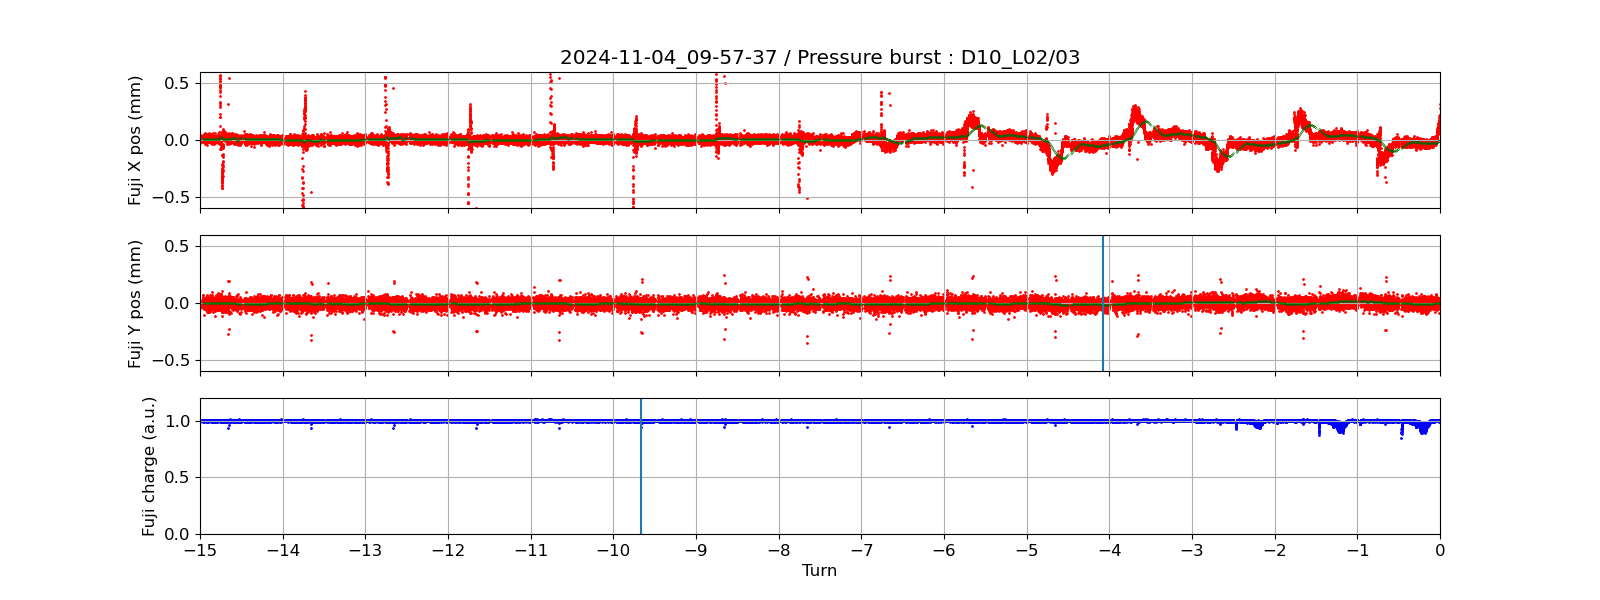 2024-11-04_09-57-37 / Pressure burst : D10_L02/03
Fuji X pos (mm)
0.5
0.0
−0.5
Fuji Y pos (mm)
0.5
0.0
−0.5
Fuji charge (a.u.)
1.0
0.5
0.0
−15 −14 −13 −12 −11 −10 −9 −8 −7 −6 −5 −4 −3 −2 −1 0
Turn